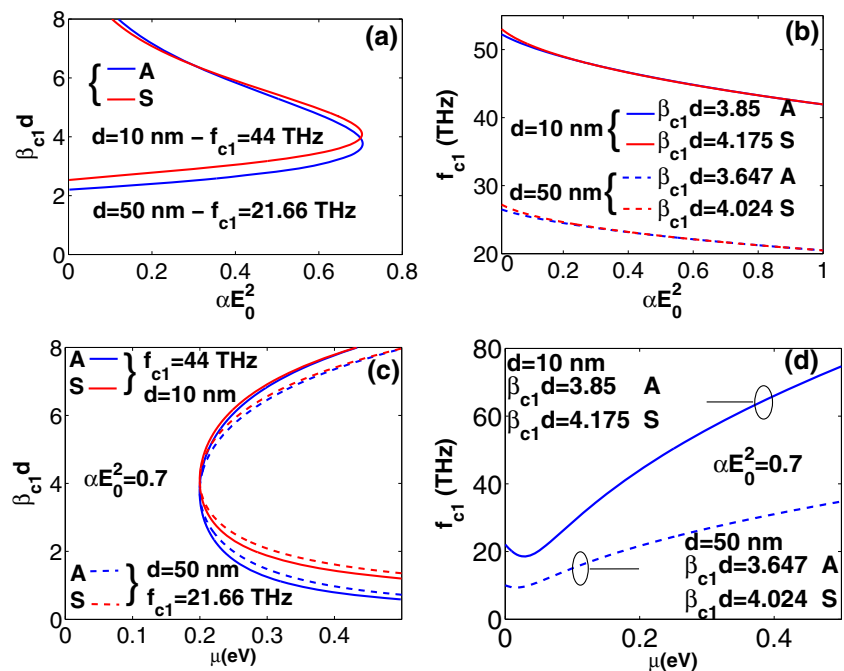 (a)
8
6
4
2
0
β_c1 d
A
S
{
d=10 nm − f_c1=44 THz
d=50 nm − f_c1=21.66 THz
0 0.2 0.4 0.6 0.8
αE_0^2
(b)
50
40
30
20
f_c1 (THz)
d=10 nm { β_c1 d=3.85 A
β_c1 d=4.175 S
d=50 nm { β_c1 d=3.647 A
β_c1 d=4.024 S
0 0.2 0.4 0.6 0.8 1
αE_0^2
(c)
8
6
4
2
0
β_c1 d
A } f_c1=44 THz
S d=10 nm
αE_0^2=0.7
A } d=50 nm
S f_c1=21.66 THz
0 0.1 0.2 0.3 0.4 0.5
μ(eV)
(d)
80
60
40
20
0
f_c1 (THz)
d=10 nm
β_c1 d=3.85 A
β_c1 d=4.175 S
αE_0^2=0.7
d=50 nm
β_c1 d=3.647 A
β_c1 d=4.024 S
0 0.2 0.4
μ(eV)